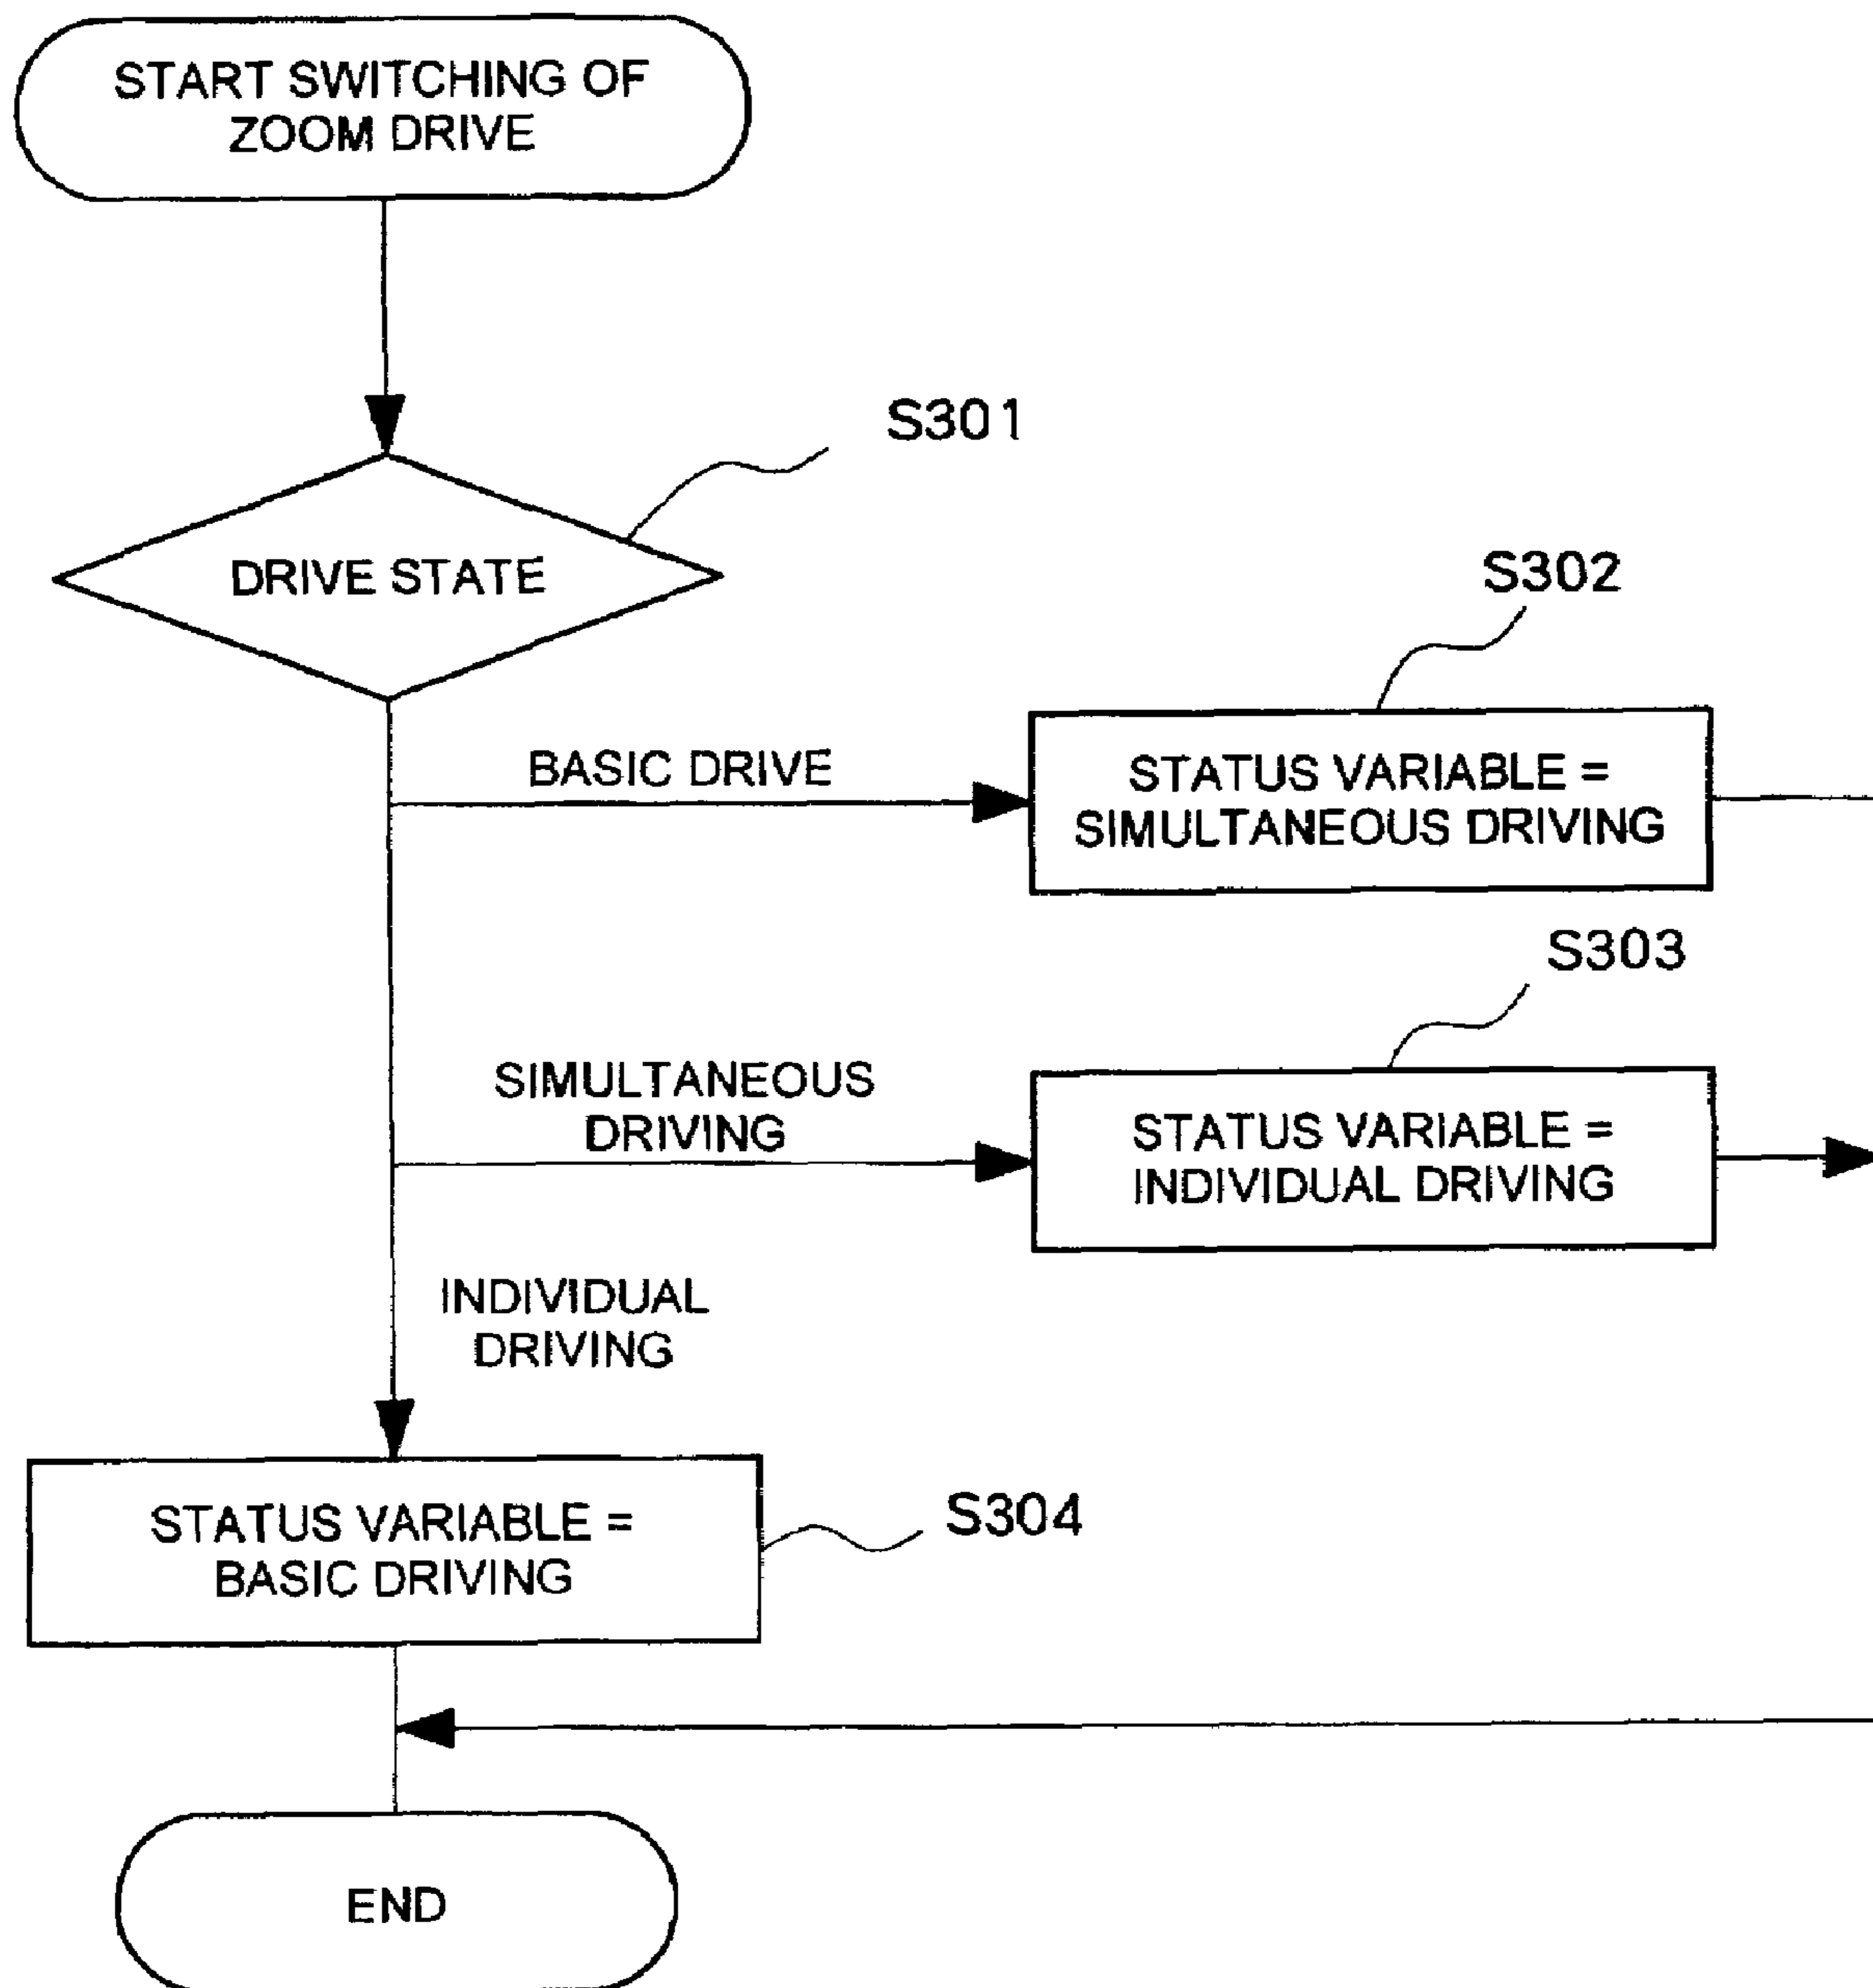 START SWITCHING OF
ZOOM DRIVE
S301
DRIVE STATE
S302
BASIC DRIVE
STATUS VARIABLE =
SIMULTANEOUS DRIVING
S303
SIMULTANEOUS
DRIVING
STATUS VARIABLE =
INDIVIDUAL DRIVING
INDIVIDUAL
DRIVING
STATUS VARIABLE =
BASIC DRIVING
S304
END